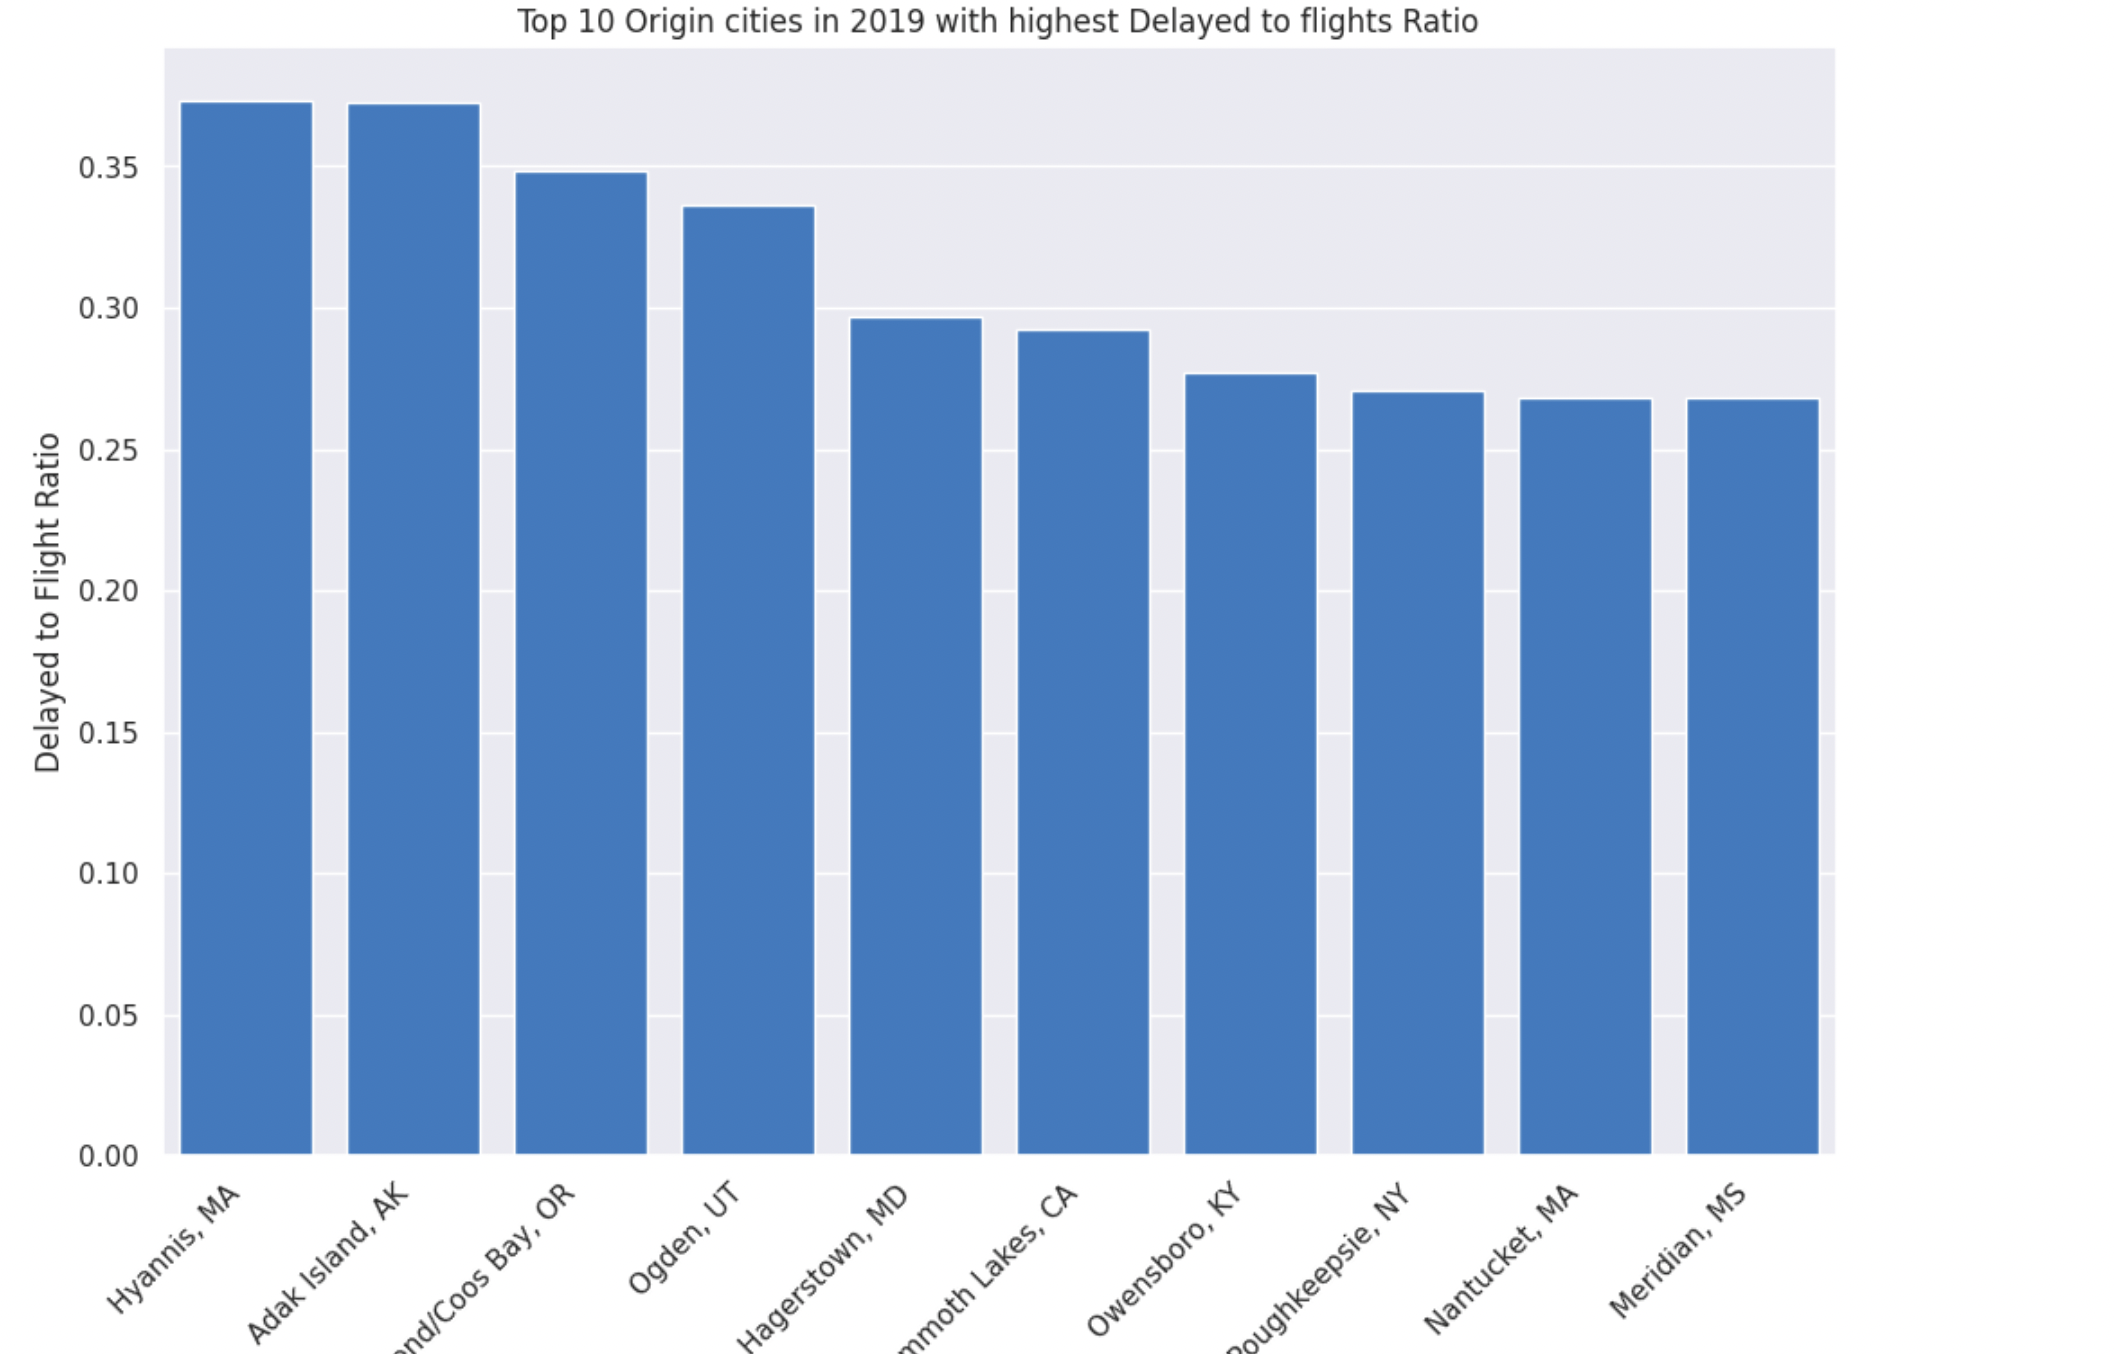 Top 10 Origin cities in 2019 with highest Delayed to flights Ratio
Delayed to Flight Ratio
0.35
0.30
0.25
0.20
0.15
0.10
0.05
0.00
Hyannis, MA
Adak Island, AK
Bay, OR
Ogden, UT
Hagerstown, MD
Lakes, CA
Owensboro, KY
Poughkeepsie, NY
Nantucket, MA
Meridian, MS